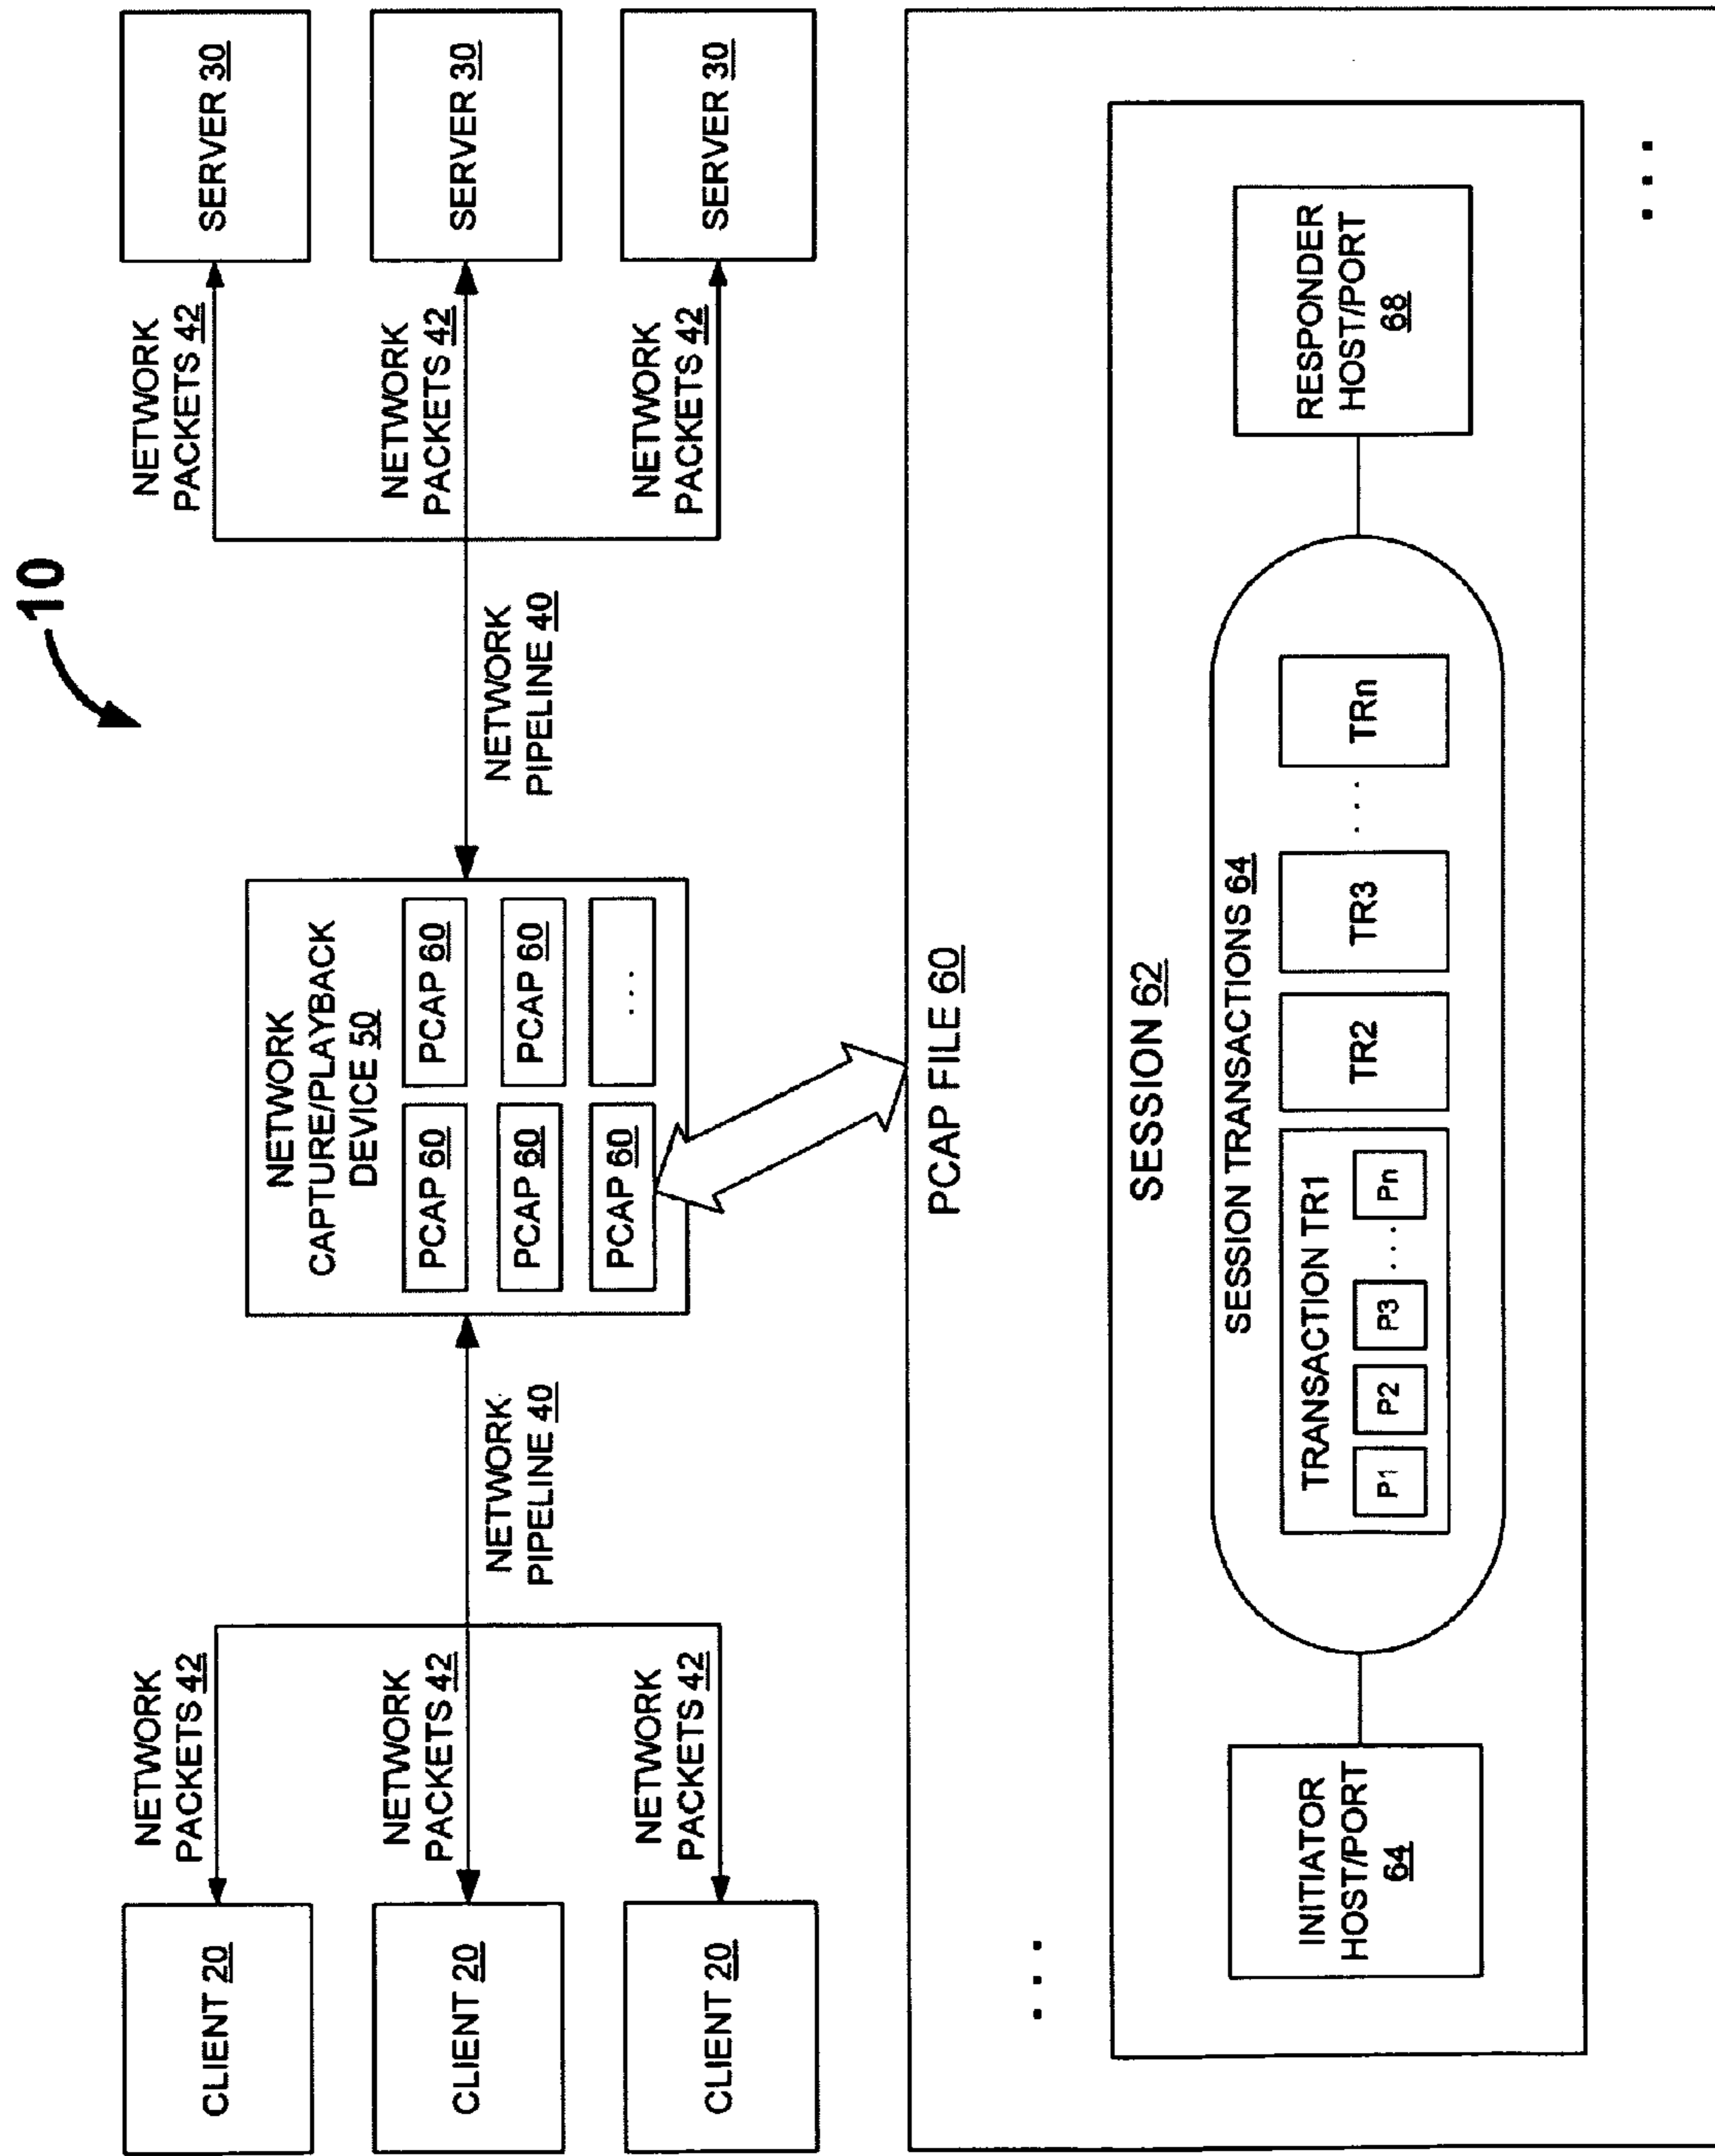 10
NETWORK
PACKETS 42
NETWORK
PACKETS 42
CLIENT 20
SERVER 30
NETWORK
CAPTURE/PLAYBACK
DEVICE 50
NETWORK
PACKETS 42
NETWORK
PACKETS 42
PCAP 60
PCAP 60
CLIENT 20
NETWORK
PIPELINE 40
NETWORK
PIPELINE 40
SERVER 30
PCAP 60
PCAP 60
NETWORK
PACKETS 42
NETWORK
PACKETS 42
PCAP 60
...
CLIENT 20
SERVER 30
PCAP FILE 60
...
SESSION 62
SESSION TRANSACTIONS 64
INITIATOR
HOST/PORT
64
TRANSACTION TR1
P1 P2 P3 ... Pn
TR2
TR3
...
TRn
RESPONDER
HOST/PORT
68
...